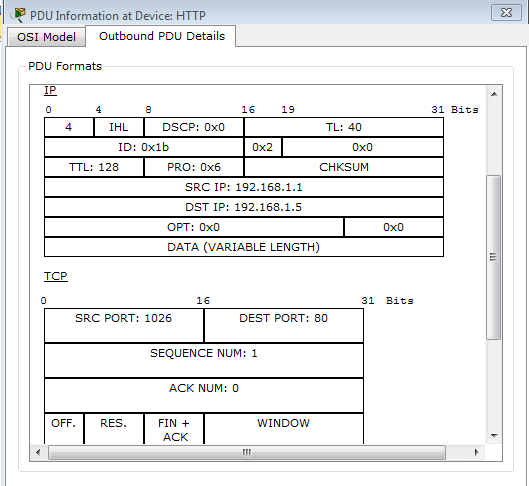 PDU Information at Device: HTTP
OSI Model Outbound PDU Details
PDU Formats
IP
0 4 8 16 19 31 Bits
4 IHL DSCP: 0x0 TL: 40
ID: 0x1b 0x2 0x0
TTL: 128 PRO: 0x6 CHKSUM
SRC IP: 192.168.1.1
DST IP: 192.168.1.5
OPT: 0x0 0x0
DATA (VARIABLE LENGTH)
TCP
0 16 31 Bits
SRC PORT: 1026 DEST PORT: 80
SEQUENCE NUM: 1
ACK NUM: 0
OFF. RES. FIN + WINDOW
ACK